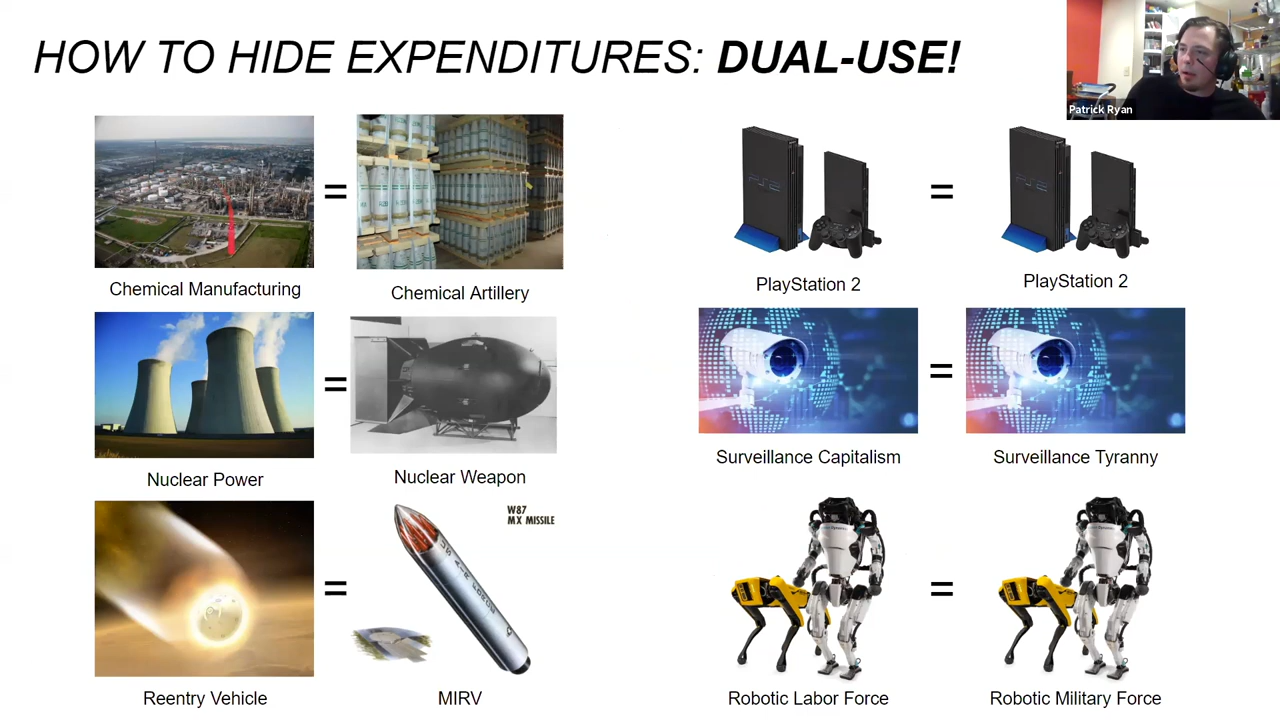 HOW TO HIDE EXPENDITURES: DUAL-USE!
Patrick Ryan
=
=
PlayStation 2
PlayStation 2
Chemical Manufacturing
Chemical Artillery
=
=
Surveillance Capitalism
Surveillance Tyranny
Nuclear Power
Nuclear Weapon
W87
MX MISSILE
=
=
Reentry Vehicle
MIRV
Robotic Labor Force
Robotic Military Force